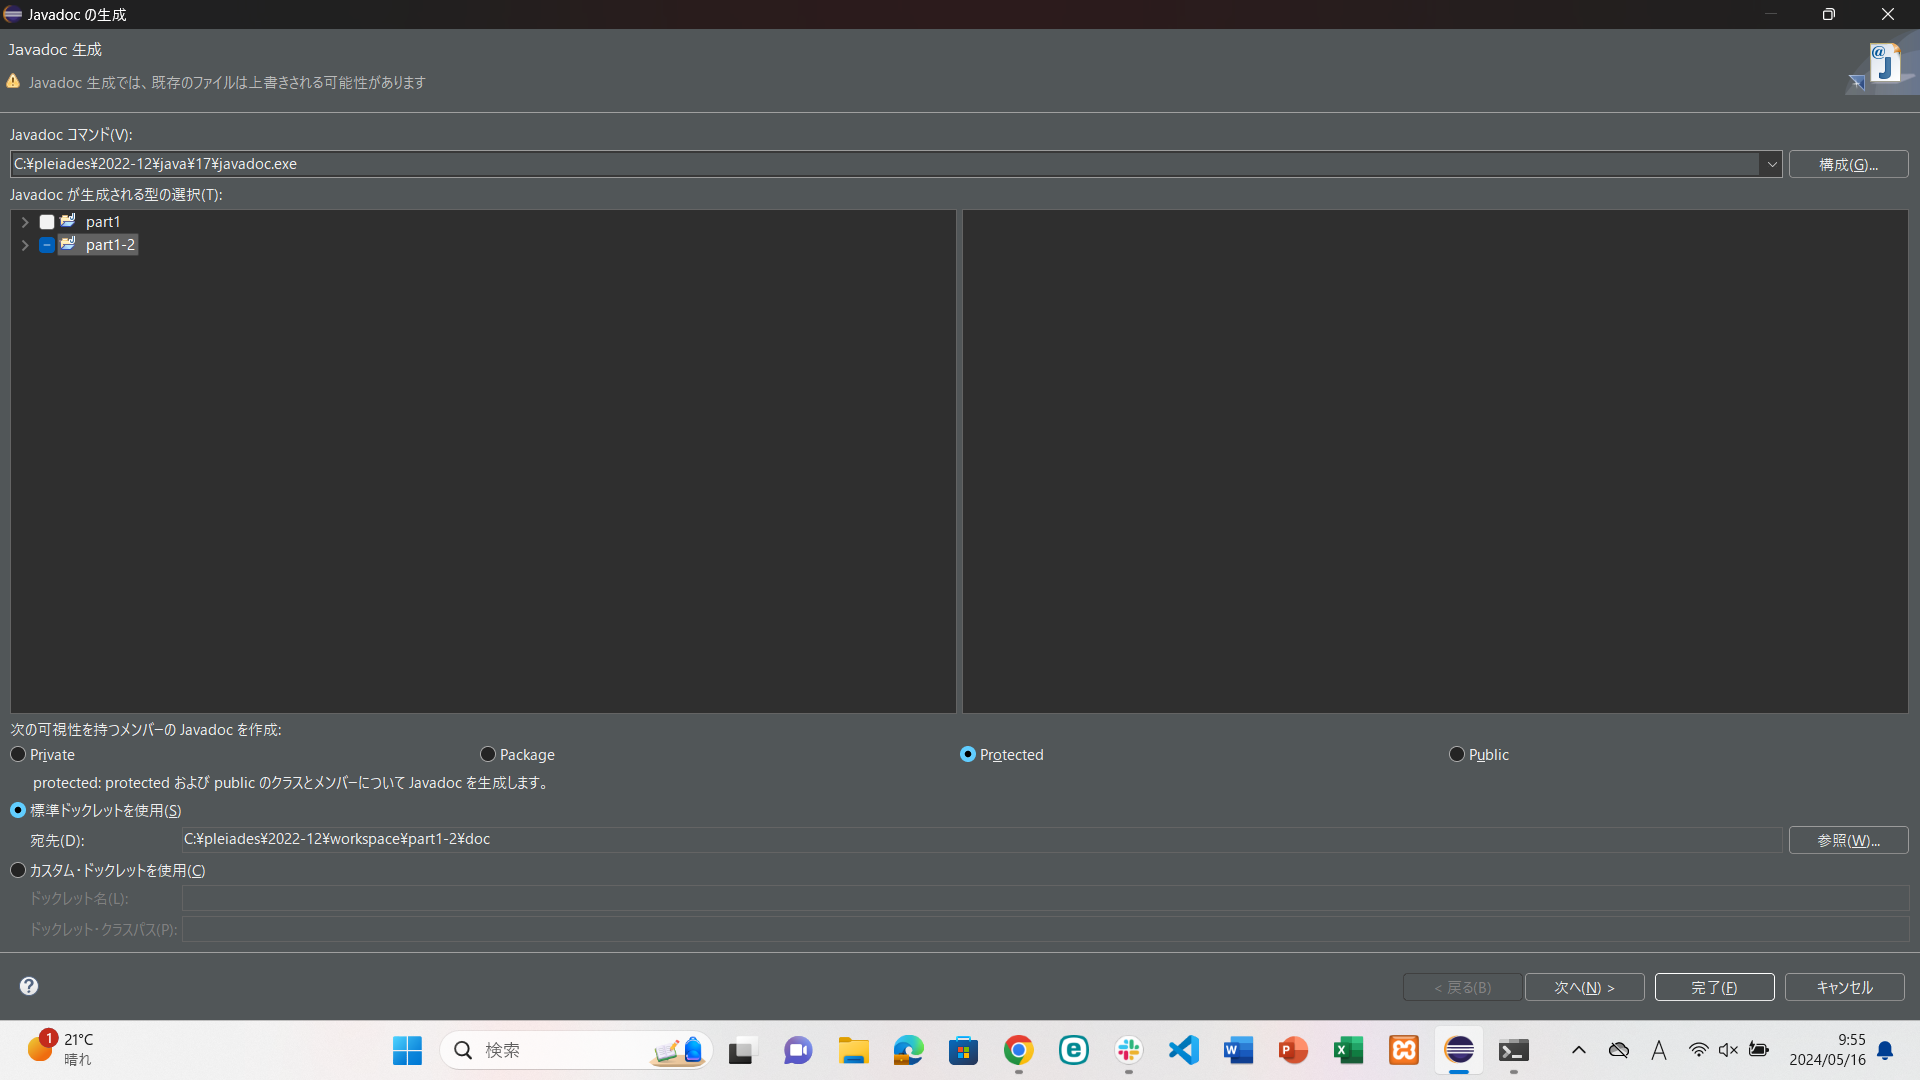 Javadoc の生成
Javadoc 生成
Javadoc 生成では、既存のファイルは上書きされる可能性があります
Javadoc コマンド(V):
C:¥pleiades¥2022-12¥java¥17¥javadoc.exe
構成(G)...
Javadoc が生成される型の選択(T):
part1
part1-2
次の可視性を持つメンバーの Javadoc を作成:
Private
Package
Protected
Public
protected: protected および public のクラスとメンバーについて Javadoc を生成します。
標準ドックレットを使用(S)
宛先(D):
C:¥pleiades¥2022-12¥workspace¥part1-2¥doc
参照(W)...
カスタム・ドックレットを使用(C)
ドックレット名(L):
ドックレット・クラスパス(P):
< 戻る(B)
次へ(N) >
完了(F)
キャンセル
1
21°C
晴れ
検索
A
9:55
2024/05/16